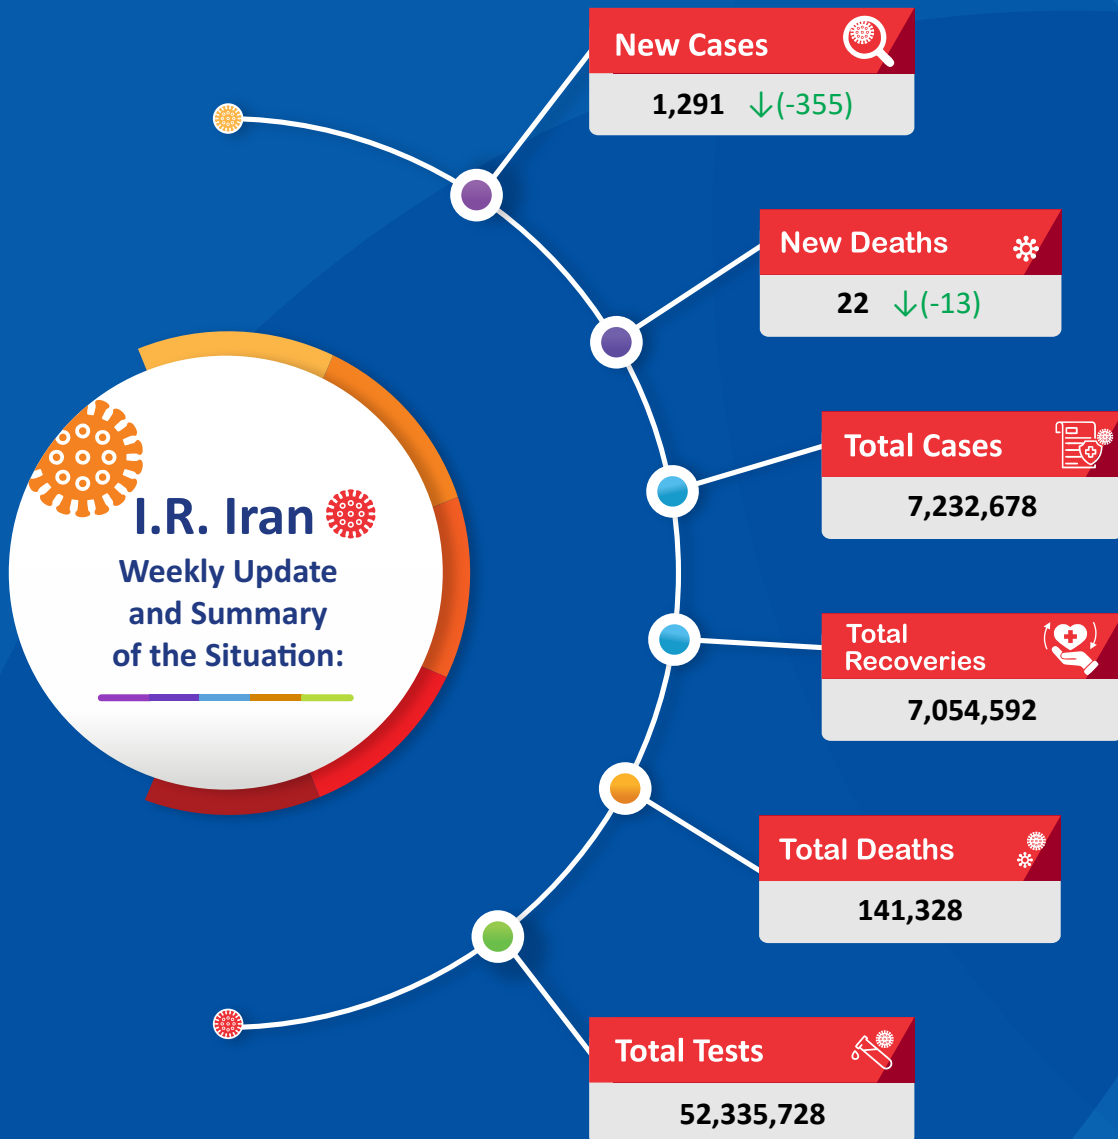 New Cases
1,291 ↓(-355)
New Deaths
22 ↓(-13)
I.R. Iran
Weekly Update
and Summary
of the Situation:
Total Cases
7,232,678
Total
Recoveries
7,054,592
Total Deaths
141,328
Total Tests
52,335,728